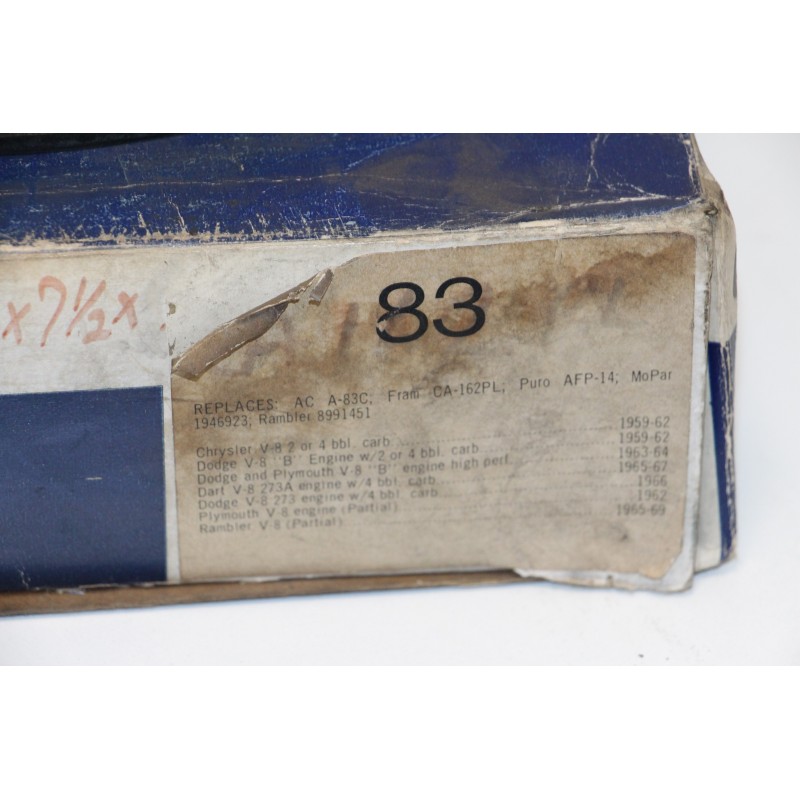 x7½x
83
REPLACES: AC A-83C; Fram CA-162PL; Puro AFP-14; MoPar
1946923; Rambler 8991451
Chrysler V-8 2 or 4 bbl. carb 1959-62
Dodge V-8 "B" Engine w/2 or 4 bbl. carb 1959-62
Dodge and Plymouth V-8 "B" engine high perf. 1963-64
Dart V-8 273A engine w/4 bbl. carb. 1965-67
Dodge V-8 273 engine w/4 bbl. carb 1966
Plymouth V-8 engine (Partial) 1962
Rambler V-8 (Partial) 1965-69